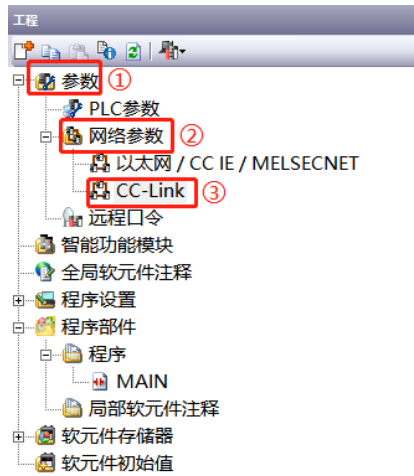 工程
参数 ①
PLC参数
网络参数 ②
以太网 / CC IE / MELSECNET
CC-Link ③
远程口令
智能功能模块
全局软元件注释
程序设置
程序部件
程序
MAIN
局部软元件注释
软元件存储器
软元件初始值